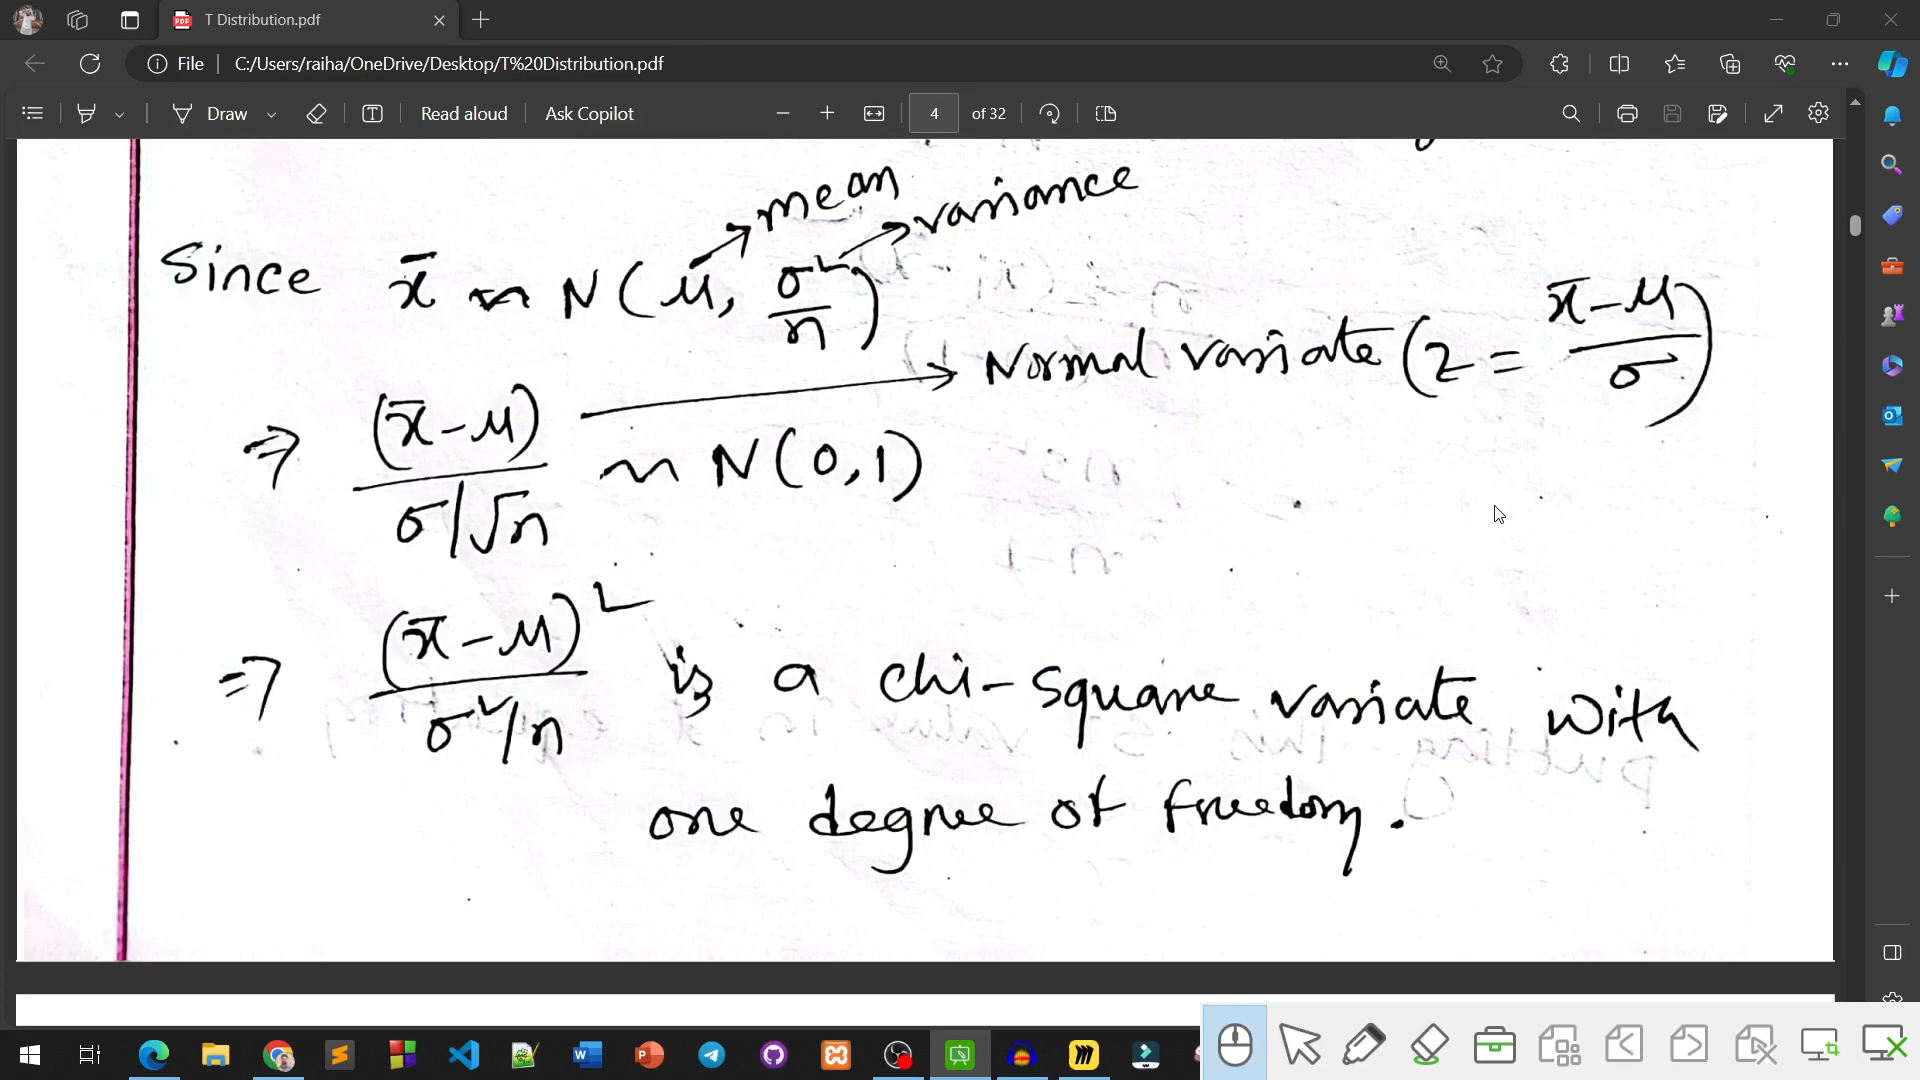 T Distribution.pdf
File | C:/Users/raiha/OneDrive/Desktop/T%20Distribution.pdf
Draw
Read aloud
Ask Copilot
4 of 32
mean
variance
Since x̄ ~ N(μ, σ²/n)
Normal variate (z = (x̄-μ)/σ)
⇒ (x̄-μ)/(σ/√n) ~ N(0,1)
⇒ (x̄-μ)²/(σ²/n) is a chi-square variate with
one degree of freedom.